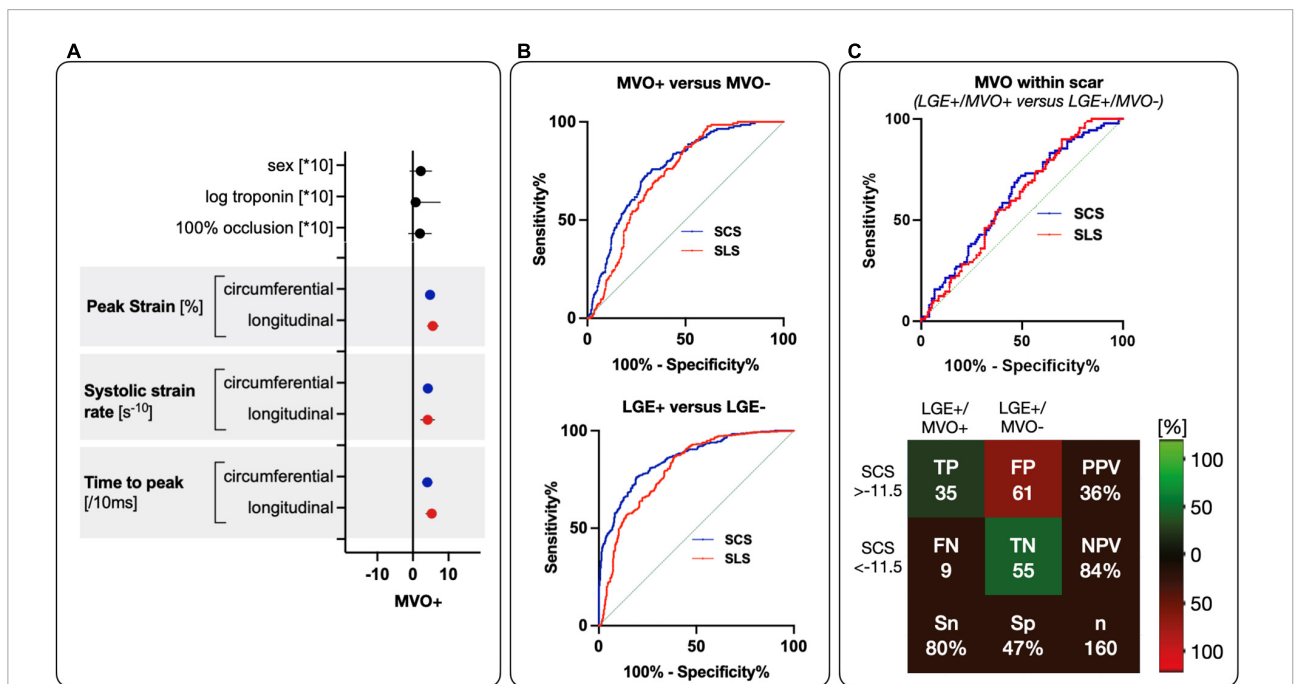 A
sex [*10]
log troponin [*10]
100% occlusion [*10]
Peak Strain [%]
circumferential
longitudinal
Systolic strain
rate [s-10]
circumferential
longitudinal
Time to peak
[/10ms]
circumferential
longitudinal
-10 0 10
MVO+
B
MVO+ versus MVO-
100
50
0
Sensitivity%
SCS
SLS
0 50 100
100% - Specificity%
LGE+ versus LGE-
100
50
0
Sensitivity%
SCS
SLS
0 50 100
100% - Specificity%
C
MVO within scar
(LGE+/MVO+ versus LGE+/MVO-)
100
50
0
Sensitivity%
SCS
SLS
0 50 100
100% - Specificity%
LGE+/ LGE+/
MVO+ MVO-
SCS
>-11.5
TP FP PPV
35 61 36%
SCS
<-11.5
FN TN NPV
9 55 84%
Sn Sp n
80% 47% 160
[%]
100
50
0
50
100